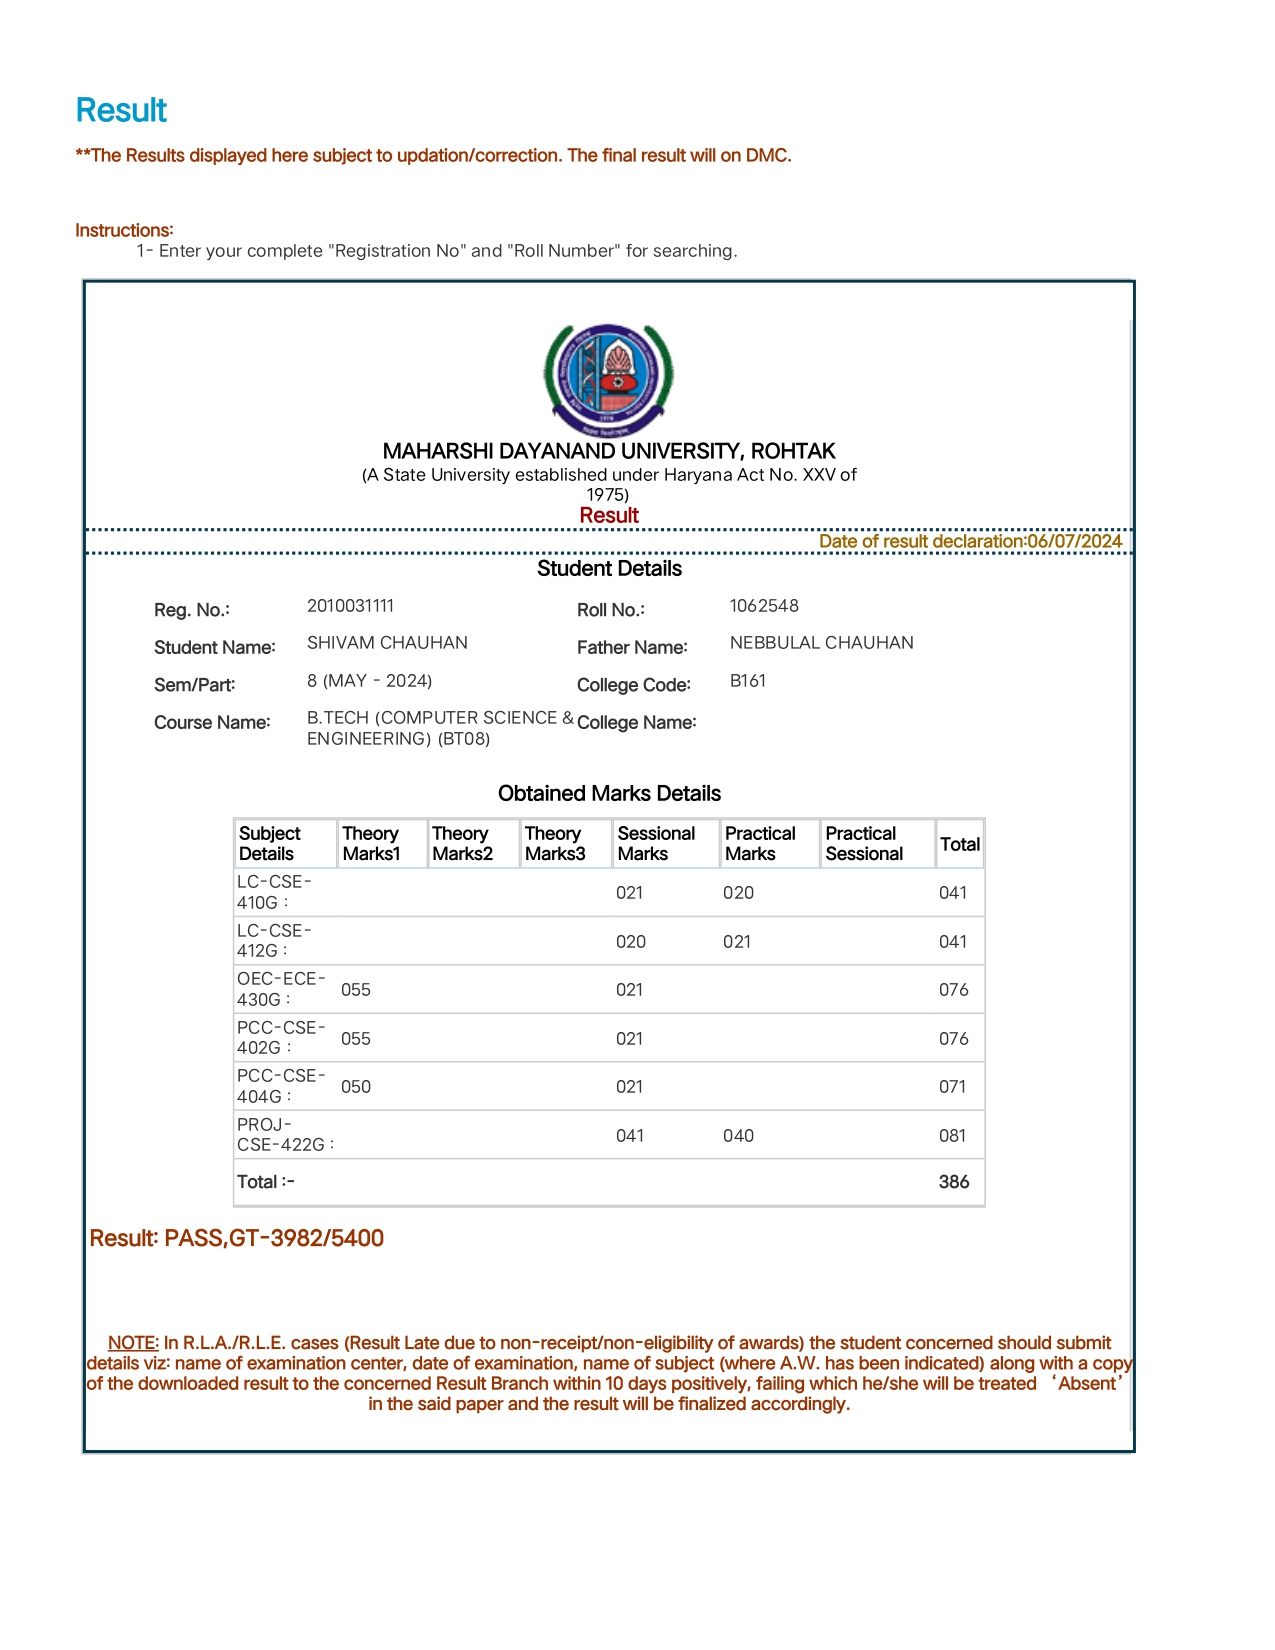 Result
**The Results displayed here subject to updation/correction. The final result will on DMC.
Instructions:
1- Enter your complete "Registration No" and "Roll Number" for searching.
MAHARSHI DAYANAND UNIVERSITY, ROHTAK
(A State University established under Haryana Act No. XXV of
1975)
Result
Date of result declaration:06/07/2024
Student Details
Reg. No.: 2010031111 Roll No.: 1062548
Student Name: SHIVAM CHAUHAN Father Name: NEBBULAL CHAUHAN
Sem/Part: 8 (MAY - 2024) College Code: B161
Course Name: B.TECH (COMPUTER SCIENCE & College Name:
ENGINEERING) (BT08)
Obtained Marks Details
Subject Theory Theory Theory Sessional Practical Practical Total
Details Marks1 Marks2 Marks3 Marks Marks Sessional
LC-CSE-
410G : 021 020 041
LC-CSE-
412G : 020 021 041
OEC-ECE-
430G : 055 021 076
PCC-CSE-
402G : 055 021 076
PCC-CSE-
404G : 050 021 071
PROJ-
CSE-422G : 041 040 081
Total :- 386
Result: PASS,GT-3982/5400
NOTE: In R.L.A./R.L.E. cases (Result Late due to non-receipt/non-eligibility of awards) the student concerned should submit
details viz: name of examination center, date of examination, name of subject (where A.W. has been indicated) along with a copy
of the downloaded result to the concerned Result Branch within 10 days positively, failing which he/she will be treated ‘Absent’
in the said paper and the result will be finalized accordingly.